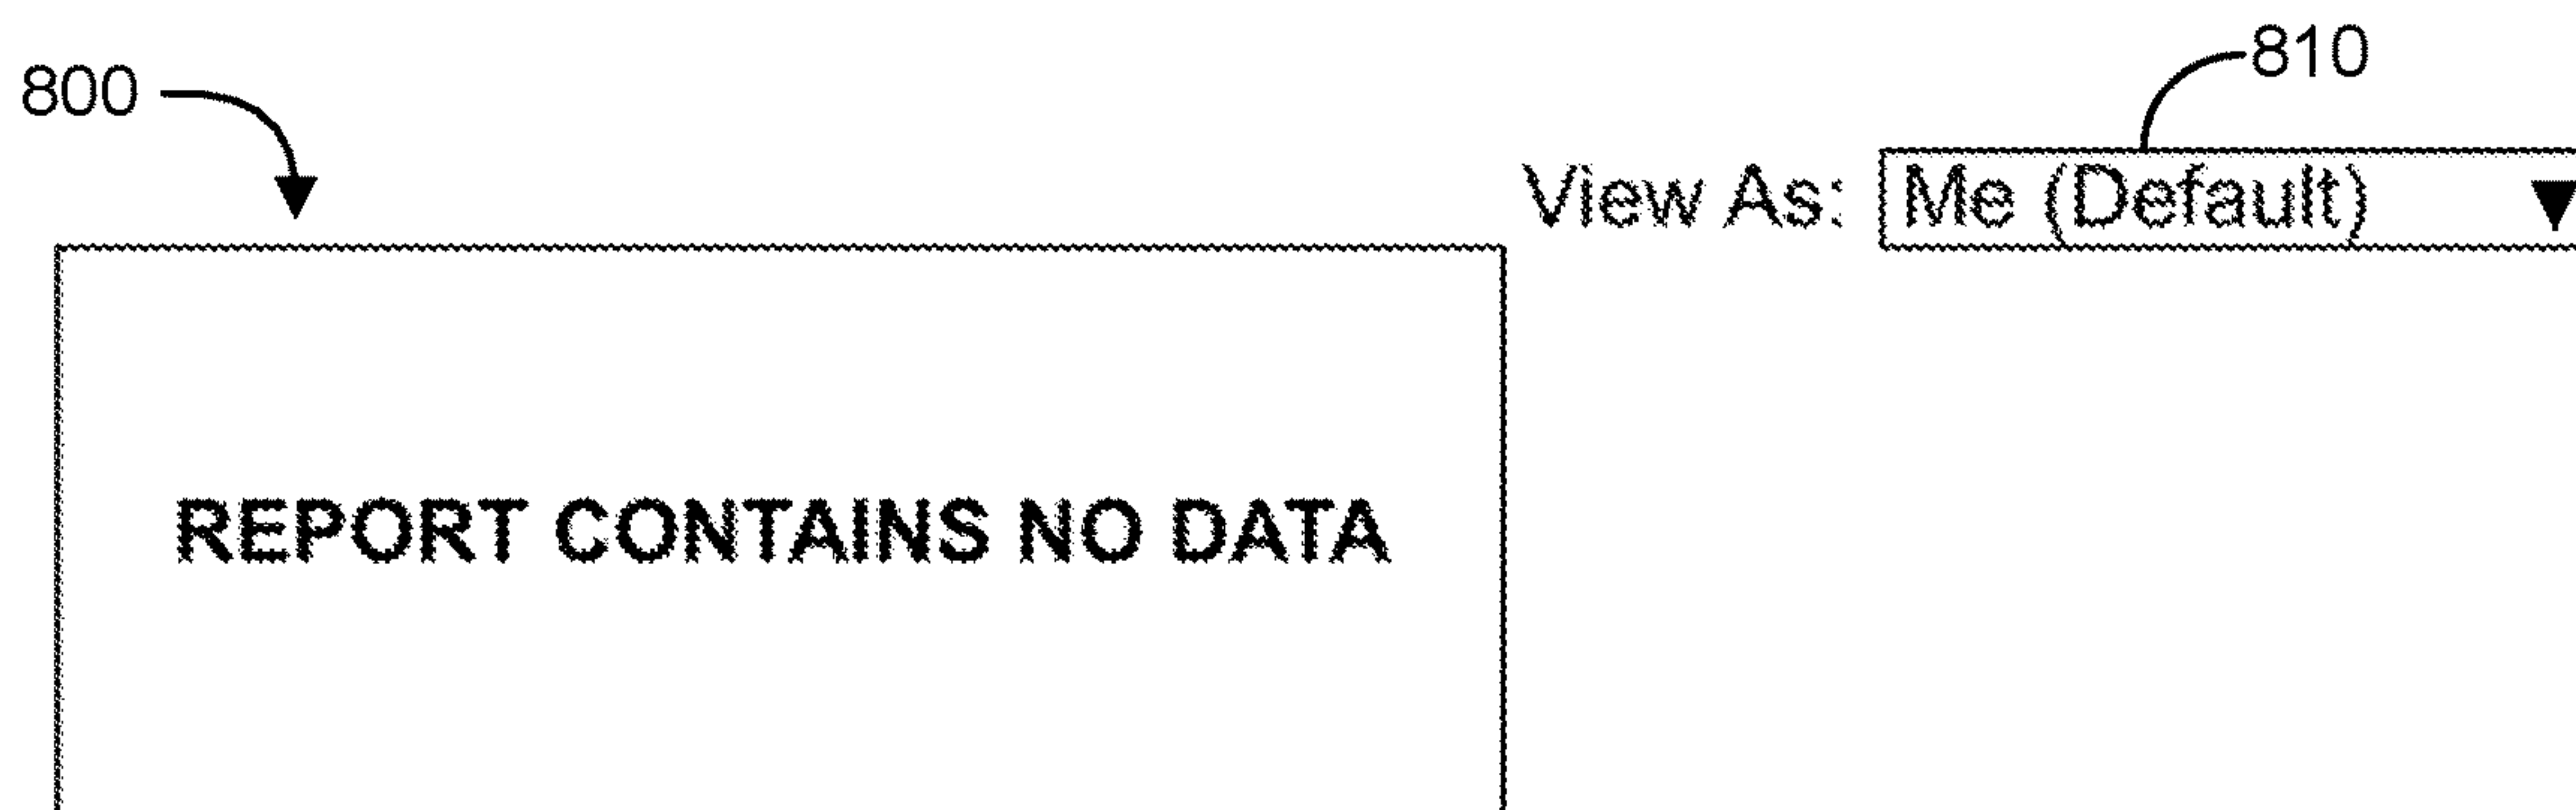 810
800
View As: Me (Default)
REPORT CONTAINS NO DATA